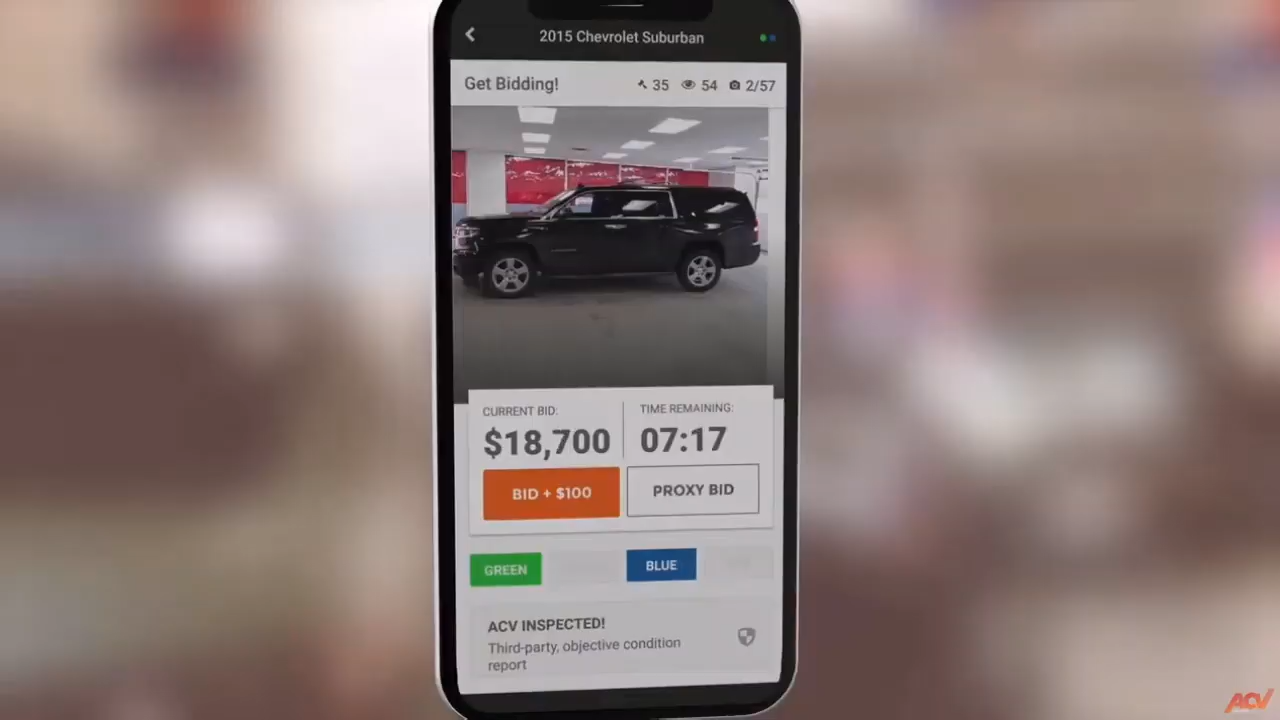 2015 Chevrolet Suburban
Get Bidding! 35 54 2/57
CURRENT BID: TIME REMAINING:
$18,700 07:17
BID + $100 PROXY BID
GREEN BLUE
ACV INSPECTED!
Third-party, objective condition
report
ACV